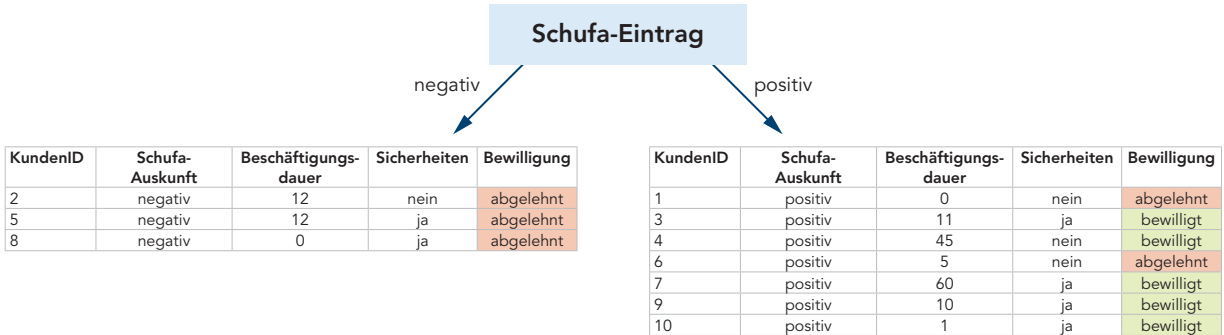 Schufa-Eintrag
negativ
positiv
KundenID Schufa-Auskunft Beschäftigungs-dauer Sicherheiten Bewilligung
2 negativ 12 nein abgelehnt
5 negativ 12 ja abgelehnt
8 negativ 0 ja abgelehnt
KundenID Schufa-Auskunft Beschäftigungs-dauer Sicherheiten Bewilligung
1 positiv 0 nein abgelehnt
3 positiv 11 ja bewilligt
4 positiv 45 nein bewilligt
6 positiv 5 nein abgelehnt
7 positiv 60 ja bewilligt
9 positiv 10 ja bewilligt
10 positiv 1 ja bewilligt